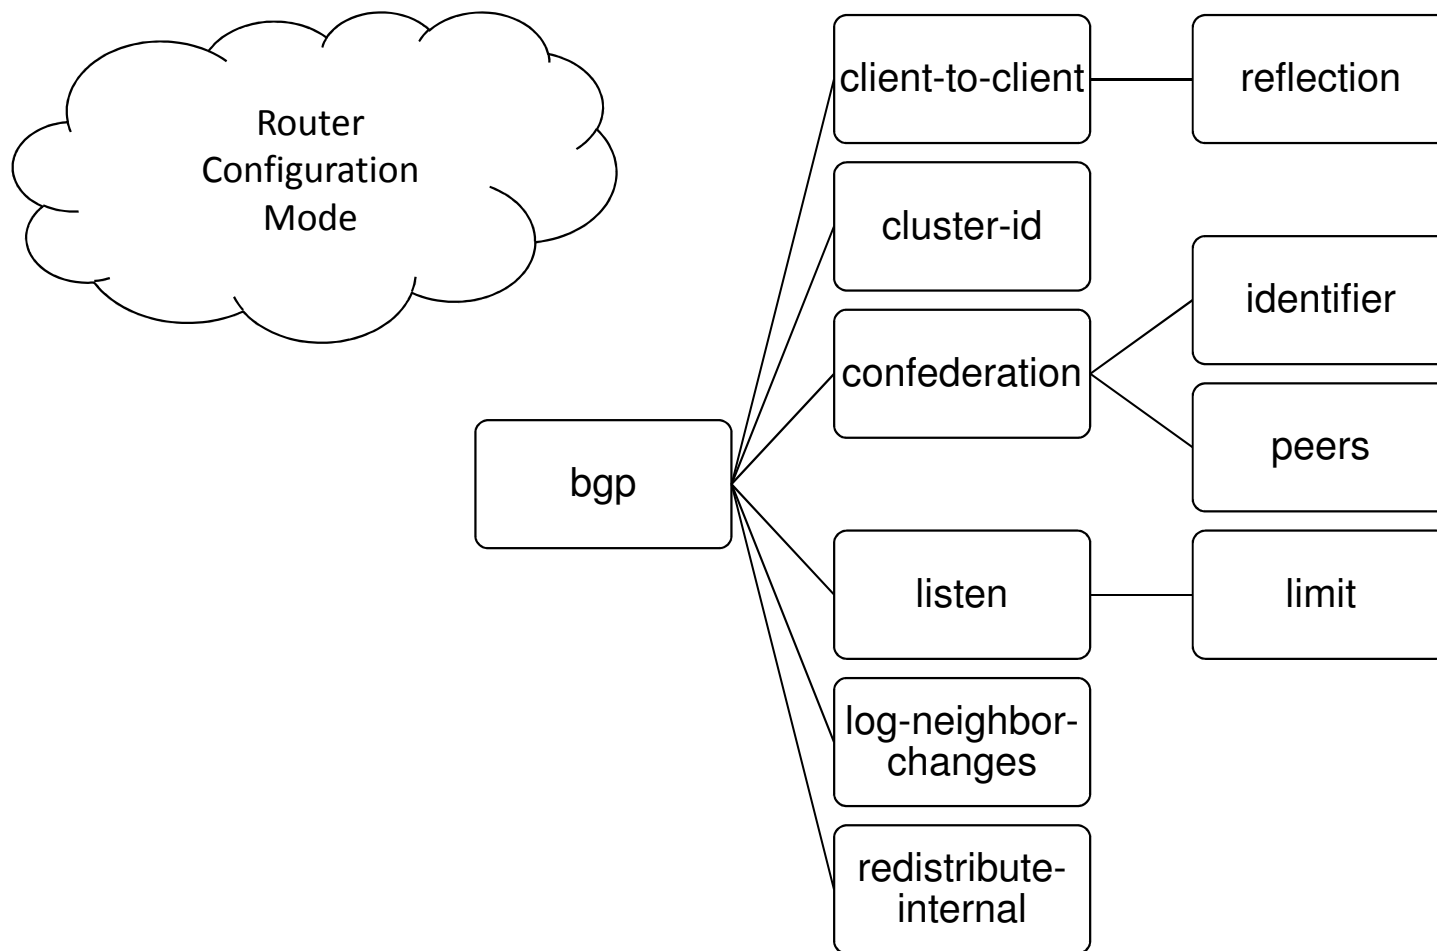 Router
Configuration
Mode
client-to-client
reflection
cluster-id
identifier
confederation
peers
bgp
listen
limit
log-neighbor-
changes
redistribute-
internal